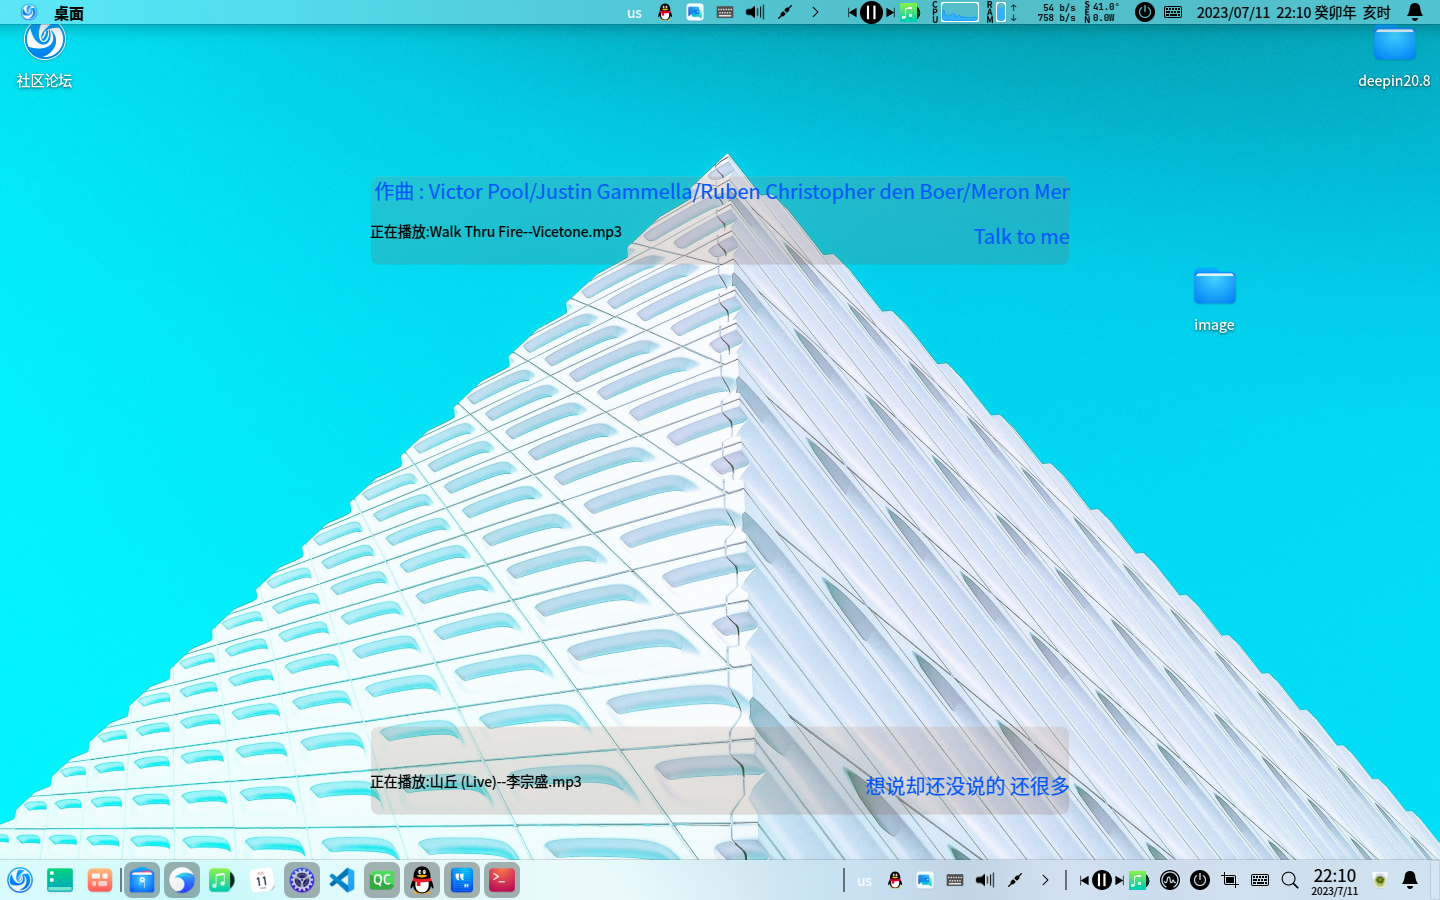 桌面
us
CPU
RAM
54 b/s
758 b/s
SEN
41.0°
0.0W
2023/07/11 22:10 癸卯年 亥时
社区论坛
deepin20.8
作曲 : Victor Pool/Justin Gammella/Ruben Christopher den Boer/Meron Mer
正在播放:Walk Thru Fire--Vicetone.mp3
Talk to me
image
正在播放:山丘 (Live)--李宗盛.mp3
想说却还没说的 还很多
11
QC
us
22:10
2023/7/11